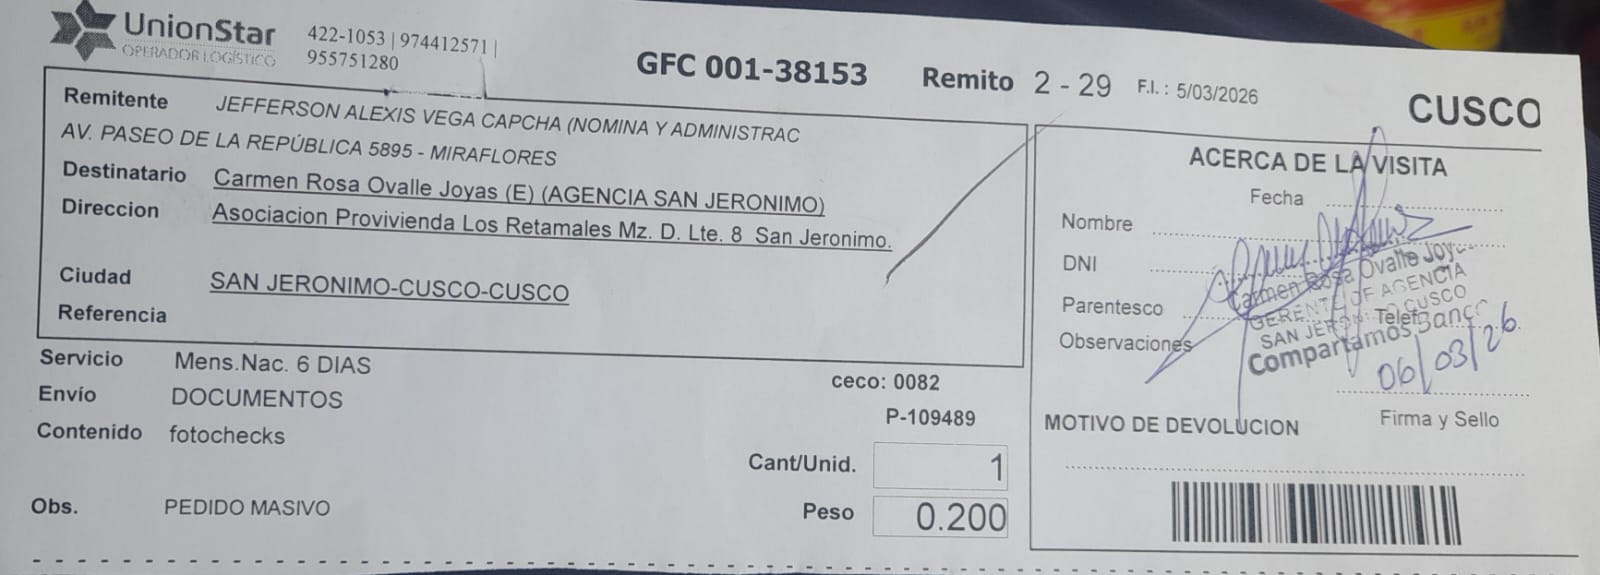 UnionStar
OPERADOR LOGÍSTICO
422-1053 | 974412571 |
955751280
GFC 001-38153
Remito 2 - 29
F.I. : 5/03/2026
CUSCO
Remitente JEFFERSON ALEXIS VEGA CAPCHA (NOMINA Y ADMINISTRAC
AV. PASEO DE LA REPÚBLICA 5895 - MIRAFLORES
Destinatario Carmen Rosa Ovalle Joyas (E) (AGENCIA SAN JERONIMO)
Direccion Asociacion Provivienda Los Retamales Mz. D. Lte. 8 San Jeronimo.
Ciudad SAN JERONIMO-CUSCO-CUSCO
Referencia
Servicio Mens.Nac. 6 DIAS
Envío DOCUMENTOS
Contenido fotochecks
Obs. PEDIDO MASIVO
ceco: 0082
P-109489
Cant/Unid. 1
Peso 0.200
ACERCA DE LA VISITA
Fecha
Nombre
DNI
Parentesco
Observaciones
Telef
Carmen Rosa Ovalle
GERENTE DE AGENCIA
SAN JERONIMO CUSCO
Compartamos Banco
06/03/26
Firma y Sello
MOTIVO DE DEVOLUCION